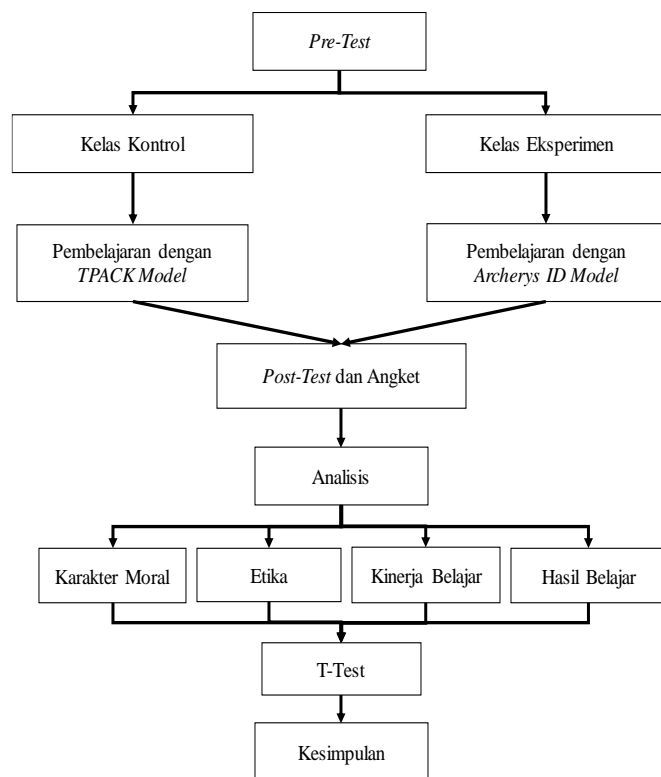 Pre-Test
Kelas Kontrol
Kelas Eksperimen
Pembelajaran dengan
TPACK Model
Pembelajaran dengan
Archerys ID Model
Post-Test dan Angket
Analisis
Karakter Moral
Etika
Kinerja Belajar
Hasil Belajar
T-Test
Kesimpulan